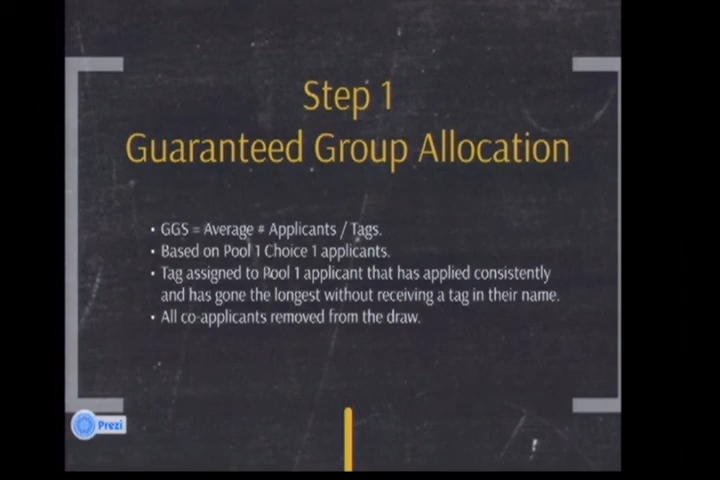 Step 1
Guaranteed Group Allocation
• GGS = Average # Applicants / Tags.
• Based on Pool 1 Choice 1 applicants.
• Tag assigned to Pool 1 applicant that has applied consistently
and has gone the longest without receiving a tag in their name.
• All co-applicants removed from the draw.
Prezi